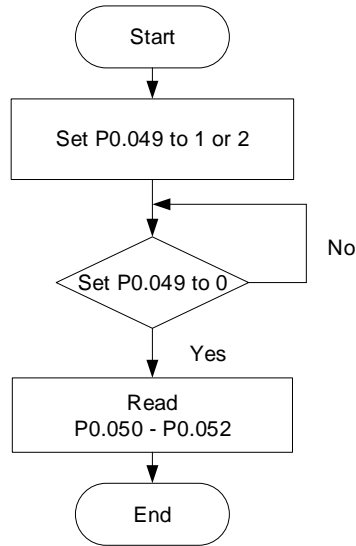 Start
Set P0.049 to 1 or 2
No
Set P0.049 to 0
Yes
Read
P0.050 - P0.052
End